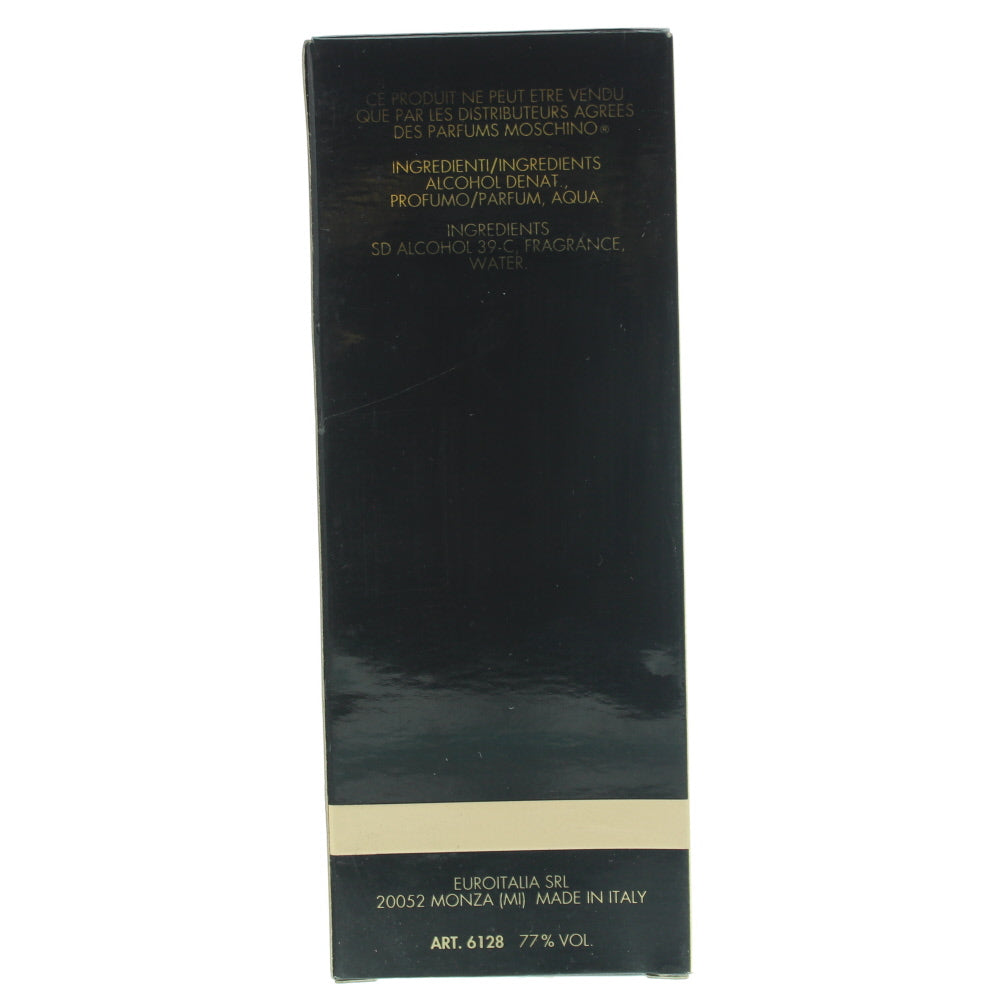 CE PRODUIT NE PEUT ETRE VENDU
QUE PAR LES DISTRIBUTEURS AGREES
DES PARFUMS MOSCHINO®
INGREDIENTI/INGREDIENTS
ALCOHOL DENAT.,
PROFUMO/PARFUM, AQUA.
INGREDIENTS
SD ALCOHOL 39-C, FRAGRANCE,
WATER.
EUROITALIA SRL
20052 MONZA (MI) MADE IN ITALY
ART. 6128 77% VOL.